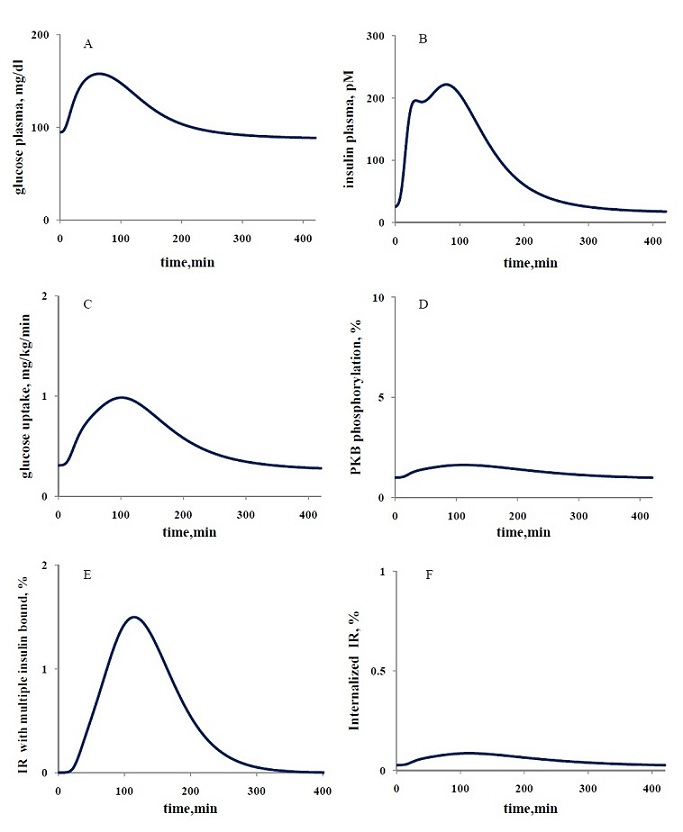 A
glucose plasma, mg/dl
200
100
0
0 100 200 300 400
time,min
B
insulin plasma, pM
300
200
100
0
0 100 200 300 400
time,min
C
glucose uptake, mg/kg/min
2
1
0
0 100 200 300 400
time,min
D
PKB phosphorylation, %
10
5
0
0 100 200 300 400
time,min
E
IR with multiple insulin bound, %
2
1
0
0 100 200 300 400
time,min
F
Internalized IR, %
1
0.5
0
0 100 200 300 400
time,min